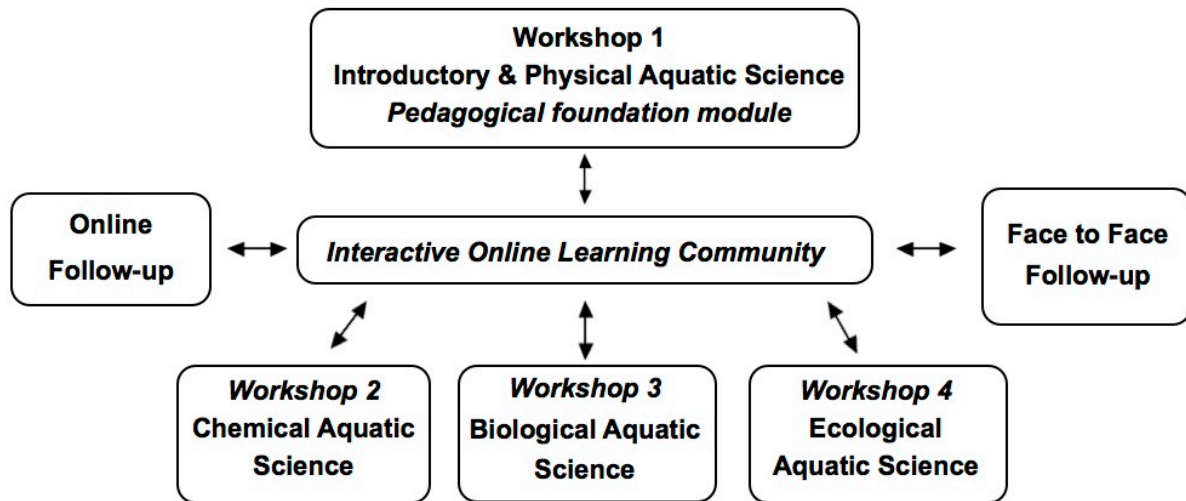 Workshop 1
Introductory & Physical Aquatic Science
Pedagogical foundation module
Online
Follow-up
Interactive Online Learning Community
Face to Face
Follow-up
Workshop 2
Chemical Aquatic
Science
Workshop 3
Biological Aquatic
Science
Workshop 4
Ecological
Aquatic Science